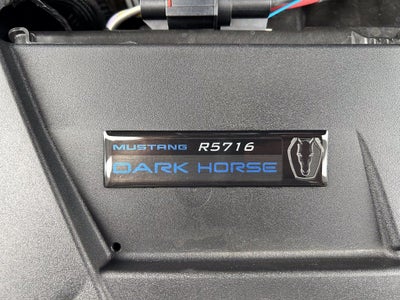 MUSTANG R5716
DARK HORSE